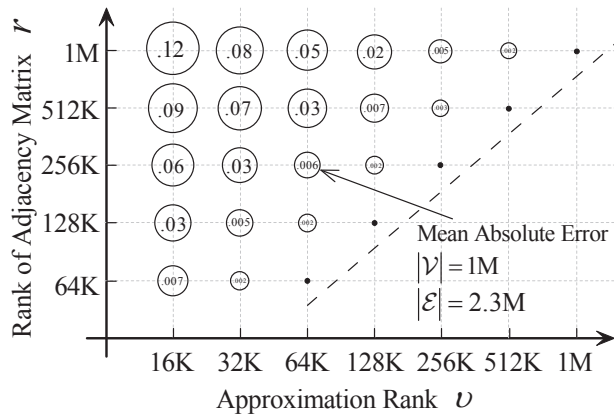 Rank of Adjacency Matrix r
1M
.12 .08 .05 .02 .005 .002
512K
.09 .07 .03 .007 .003
256K
.06 .03 .006 .002
128K
.03 .005 .002
64K
.007 .002
Mean Absolute Error
|𝒱| = 1M
|ℰ| = 2.3M
16K 32K 64K 128K 256K 512K 1M
Approximation Rank υ